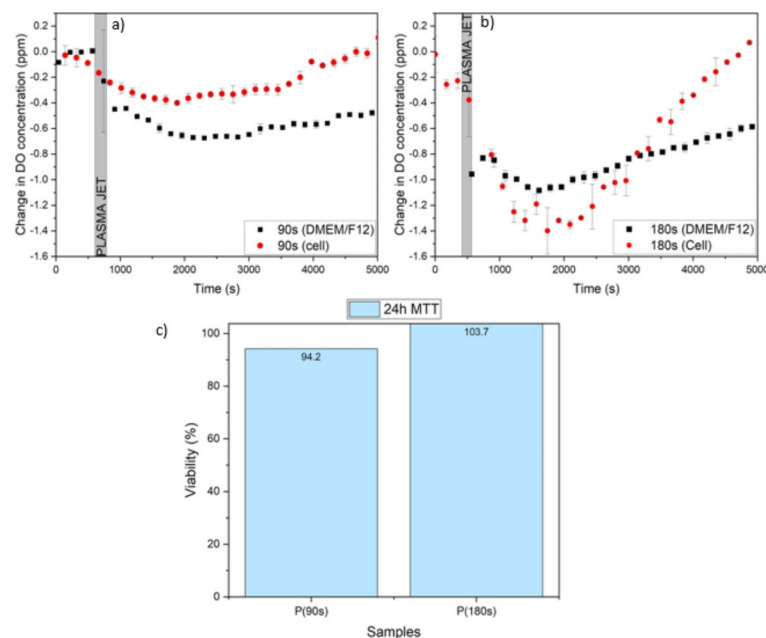 a)
0.2
0.0
-0.2
-0.4
-0.6
-0.8
-1.0
-1.2
-1.4
-1.6
Change in DO concentration (ppm)
PLASMA JET
90s (DMEM/F12)
90s (cell)
0 1000 2000 3000 4000 5000
Time (s)
b)
0.2
0.0
-0.2
-0.4
-0.6
-0.8
-1.0
-1.2
-1.4
-1.6
Change in DO concentration (ppm)
PLASMA JET
180s (DMEM/F12)
180s (Cell)
0 1000 2000 3000 4000 5000
Time (s)
24h MTT
c)
100
80
60
40
20
0
Viability (%)
94.2
103.7
P(90s) P(180s)
Samples